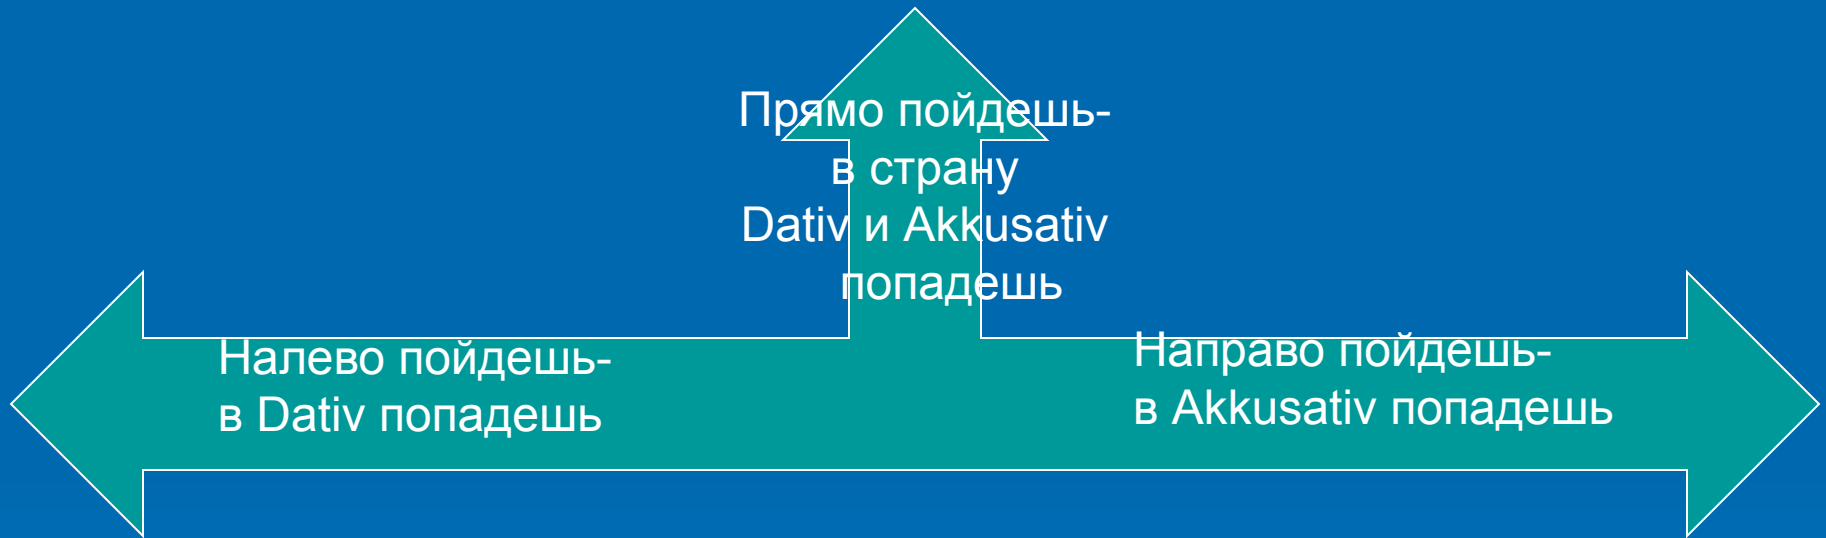 Прямо пойдешь-
в страну
Dativ и Akkusativ
попадешь
Налево пойдешь-
в Dativ попадешь
Направо пойдешь-
в Akkusativ попадешь